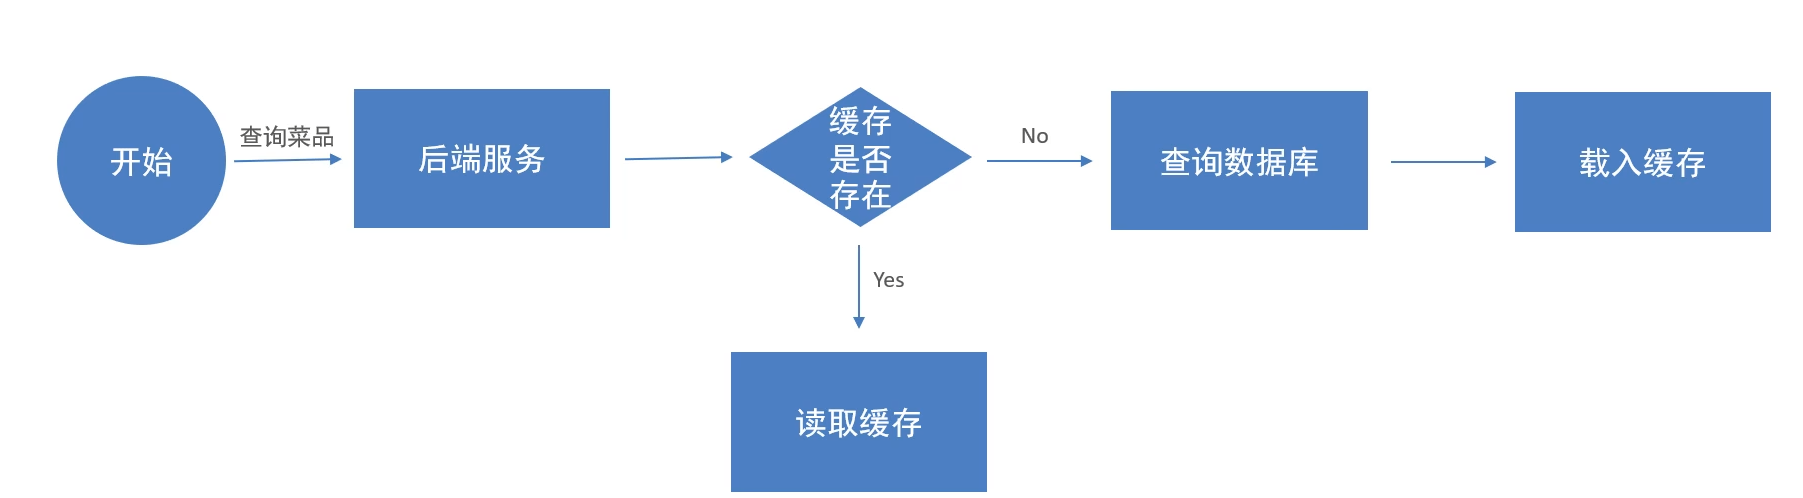 开始
查询菜品
后端服务
缓存
是否
存在
No
查询数据库
载入缓存
Yes
读取缓存